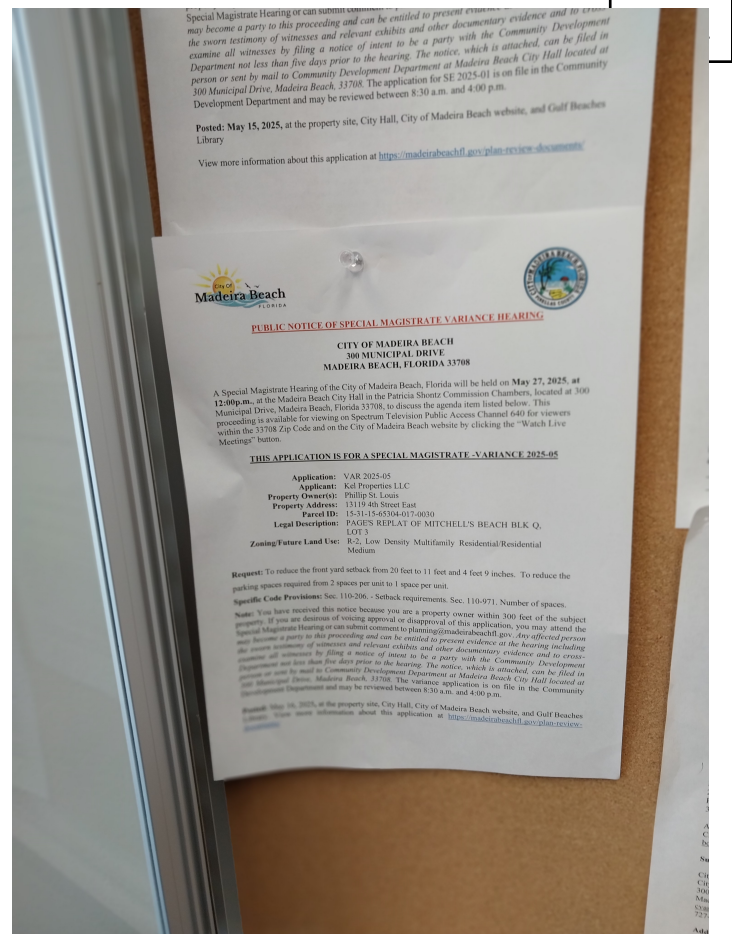 Special Magistrate Hearing or can submit
may become a party to this proceeding and can be entitled to present evidence
the sworn testimony of witnesses and relevant exhibits and other documentary evidence and to cross-
examine all witnesses by filing a notice of intent to be a party with the Community Development
Department not less than five days prior to the hearing. The notice, which is attached, can be filed in
person or sent by mail to Community Development Department at Madeira Beach City Hall located at
300 Municipal Drive, Madeira Beach, 33708. The application for SE 2025-01 is on file in the Community
Development Department and may be reviewed between 8:30 a.m. and 4:00 p.m.
Posted: May 15, 2025, at the property site, City Hall, City of Madeira Beach website, and Gulf Beaches
Library
View more information about this application at https://madeirabeachfl.gov/plan-review-documents/
City Of
Madeira Beach
FLORIDA
PUBLIC NOTICE OF SPECIAL MAGISTRATE VARIANCE HEARING
CITY OF MADEIRA BEACH
300 MUNICIPAL DRIVE
MADEIRA BEACH, FLORIDA 33708
A Special Magistrate Hearing of the City of Madeira Beach, Florida will be held on May 27, 2025, at
12:00p.m., at the Madeira Beach City Hall in the Patricia Shontz Commission Chambers, located at 300
Municipal Drive, Madeira Beach, Florida 33708, to discuss the agenda item listed below. This
proceeding is available for viewing on Spectrum Television Public Access Channel 640 for viewers
within the 33708 Zip Code and on the City of Madeira Beach website by clicking the “Watch Live
Meetings” button.
THIS APPLICATION IS FOR A SPECIAL MAGISTRATE -VARIANCE 2025-05
Application: VAR 2025-05
Applicant: Kel Properties LLC
Property Owner(s): Phillip St. Louis
Property Address: 13119 4th Street East
Parcel ID: 15-31-15-65304-017-0030
Legal Description: PAGE'S REPLAT OF MITCHELL'S BEACH BLK Q,
LOT 3
Zoning/Future Land Use: R-2, Low Density Multifamily Residential/Residential
Medium
Request: To reduce the front yard setback from 20 feet to 11 feet and 4 feet 9 inches. To reduce the
parking spaces required from 2 spaces per unit to 1 space per unit.
Specific Code Provisions: Sec. 110-206. - Setback requirements. Sec. 110-971. Number of spaces.
Note: You have received this notice because you are a property owner within 300 feet of the subject
property. If you are desirous of voicing approval or disapproval of this application, you may attend the
Special Magistrate Hearing or can submit comment to planning@madeirabeachfl.gov. Any affected person
may become a party to this proceeding and can be entitled to present evidence at the hearing including
the sworn testimony of witnesses and relevant exhibits and other documentary evidence and to cross-
examine all witnesses by filing a notice of intent to be a party with the Community Development
Department not less than five days prior to the hearing. The notice, which is attached, can be filed in
person or sent by mail to Community Development Department at Madeira Beach City Hall located at
300 Municipal Drive, Madeira Beach, 33708. The variance application is on file in the Community
Development Department and may be reviewed between 8:30 a.m. and 4:00 p.m.
Posted: May 16, 2025, at the property site, City Hall, City of Madeira Beach website, and Gulf Beaches
Library. View more information about this application at https://madeirabeachfl.gov/plan-review-
documents/